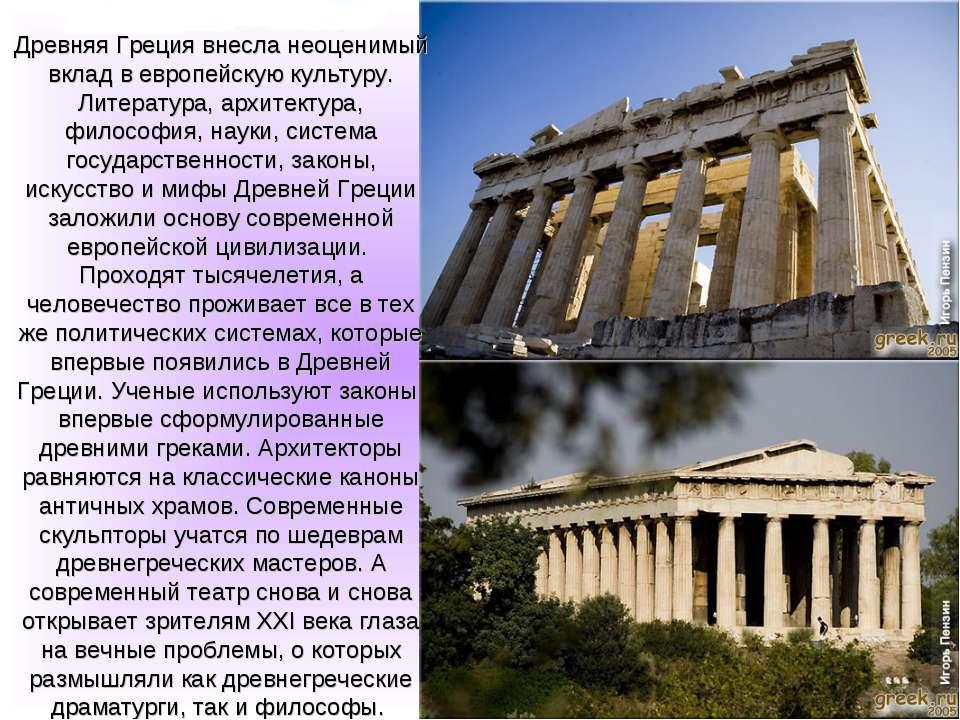 Древняя Греция внесла неоценимый
вклад в европейскую культуру.
Литература, архитектура,
философия, науки, система
государственности, законы,
искусство и мифы Древней Греции
заложили основу современной
европейской цивилизации.
Проходят тысячелетия, а
человечество проживает все в тех
же политических системах, которые
впервые появились в Древней
Греции. Ученые используют законы,
впервые сформулированные
древними греками. Архитекторы
равняются на классические каноны
античных храмов. Современные
скульпторы учатся по шедеврам
древнегреческих мастеров. А
современный театр снова и снова
открывает зрителям XXI века глаза
на вечные проблемы, о которых
размышляли как древнегреческие
драматурги, так и философы.
Игорь Пензин
greek.ru
2005
Игорь Пензин
greek.ru
2005